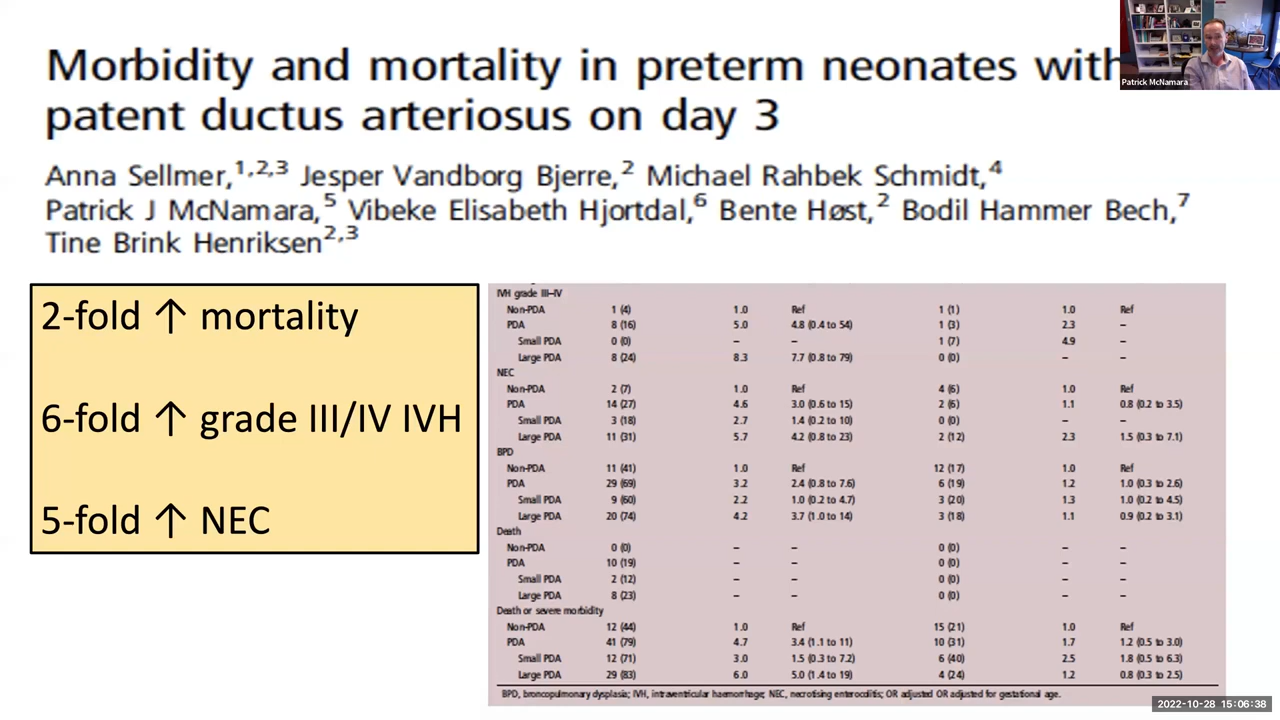 Morbidity and mortality in preterm neonates with
patent ductus arteriosus on day 3
Anna Sellmer,1,2,3 Jesper Vandborg Bjerre,2 Michael Rahbek Schmidt,4
Patrick J McNamara,5 Vibeke Elisabeth Hjortdal,6 Bente Høst,2 Bodil Hammer Bech,7
Tine Brink Henriksen2,3
Patrick McNamara
2-fold ↑ mortality
6-fold ↑ grade III/IV IVH
5-fold ↑ NEC
IVH grade III–IV
Non-PDA 1 (4) 1.0 Ref 1 (1) 1.0 Ref
PDA 8 (16) 5.0 4.8 (0.4 to 54) 1 (3) 2.3 –
Small PDA 0 (0) – – 1 (7) 4.9 –
Large PDA 8 (24) 8.3 7.7 (0.8 to 79) 0 (0) – –
NEC
Non-PDA 2 (7) 1.0 Ref 4 (6) 1.0 Ref
PDA 14 (27) 4.6 3.0 (0.6 to 15) 2 (6) 1.1 0.8 (0.2 to 3.5)
Small PDA 3 (18) 2.7 1.4 (0.2 to 10) 0 (0) – –
Large PDA 11 (31) 5.7 4.2 (0.8 to 23) 2 (12) 2.3 1.5 (0.3 to 7.1)
BPD
Non-PDA 11 (41) 1.0 Ref 12 (17) 1.0 Ref
PDA 29 (69) 3.2 2.4 (0.8 to 7.6) 6 (19) 1.2 1.0 (0.3 to 2.6)
Small PDA 9 (60) 2.2 1.0 (0.2 to 4.7) 3 (20) 1.3 1.0 (0.2 to 4.5)
Large PDA 20 (74) 4.2 3.7 (1.0 to 14) 3 (18) 1.1 0.9 (0.2 to 3.1)
Death
Non-PDA 0 (0) – – 0 (0) – –
PDA 10 (19) – – 0 (0) – –
Small PDA 2 (12) – – 0 (0) – –
Large PDA 8 (23) – – 0 (0) – –
Death or severe morbidity
Non-PDA 12 (44) 1.0 Ref 15 (21) 1.0 Ref
PDA 41 (79) 4.7 3.4 (1.1 to 11) 10 (31) 1.7 1.2 (0.5 to 3.0)
Small PDA 12 (71) 3.0 1.5 (0.3 to 7.2) 6 (40) 2.5 1.8 (0.5 to 6.3)
Large PDA 29 (83) 6.0 5.0 (1.4 to 19) 4 (24) 1.2 0.8 (0.3 to 2.5)
BPD, broncopulmonary dysplasia; IVH, intraventricular haemorrhage; NEC, necrotising enterocolitis; OR adjusted OR adjusted for gestational age.
2022-10-28 15:06:38